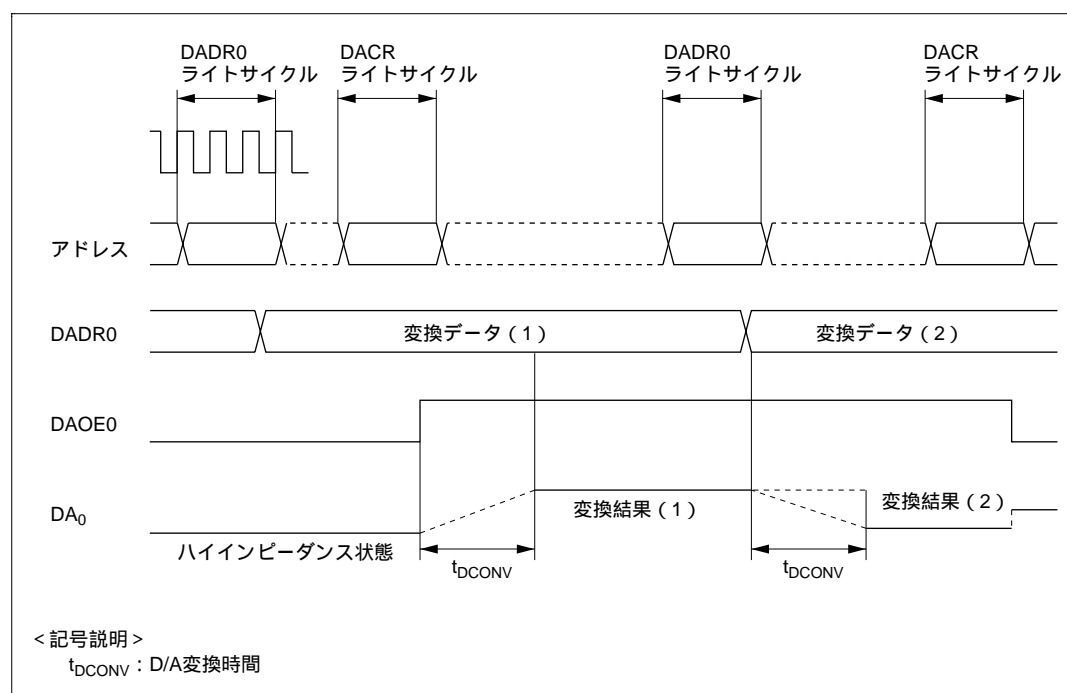 DADR0
ライトサイクル
DACR
ライトサイクル
DADR0
ライトサイクル
DACR
ライトサイクル
アドレス
DADR0
変換データ(1)
変換データ(2)
DAOE0
DA0
変換結果(1)
変換結果(2)
ハイインピーダンス状態
tDCONV
tDCONV
<記号説明>
tDCONV:D/A変換時間